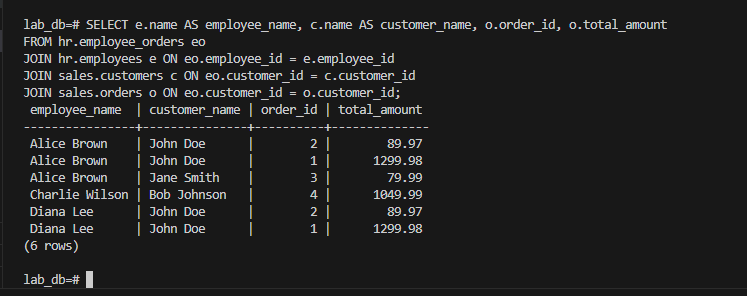 lab_db=# SELECT e.name AS employee_name, c.name AS customer_name, o.order_id, o.total_amount
FROM hr.employee_orders eo
JOIN hr.employees e ON eo.employee_id = e.employee_id
JOIN sales.customers c ON eo.customer_id = c.customer_id
JOIN sales.orders o ON eo.customer_id = o.customer_id;
 employee_name  | customer_name | order_id | total_amount
----------------+---------------+----------+--------------
 Alice Brown    | John Doe      |        2 |        89.97
 Alice Brown    | John Doe      |        1 |      1299.98
 Alice Brown    | Jane Smith    |        3 |        79.99
 Charlie Wilson | Bob Johnson   |        4 |      1049.99
 Diana Lee      | John Doe      |        2 |        89.97
 Diana Lee      | John Doe      |        1 |      1299.98
(6 rows)
lab_db=#